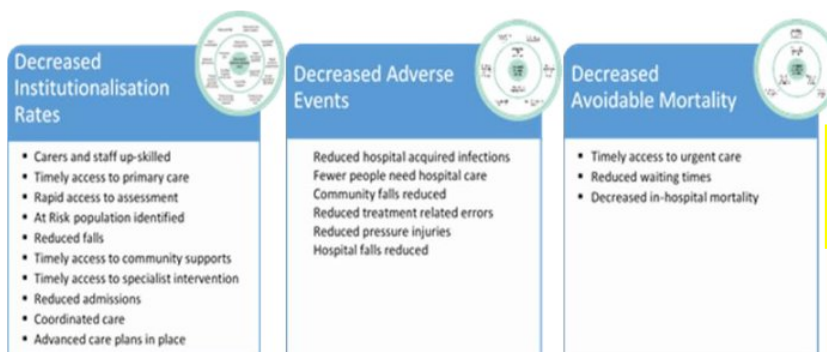 Decreased
Institutionalisation
Rates
▪ Carers and staff up-skilled
▪ Timely access to primary care
▪ Rapid access to assessment
▪ At Risk population identified
▪ Reduced falls
▪ Timely access to community supports
▪ Timely access to specialist intervention
▪ Reduced admissions
▪ Coordinated care
▪ Advanced care plans in place
Decreased Adverse
Events
Reduced hospital acquired infections
Fewer people need hospital care
Community falls reduced
Reduced treatment related errors
Reduced pressure injuries
Hospital falls reduced
Decreased
Avoidable Mortality
▪ Timely access to urgent care
▪ Reduced waiting times
▪ Decreased in-hospital mortality